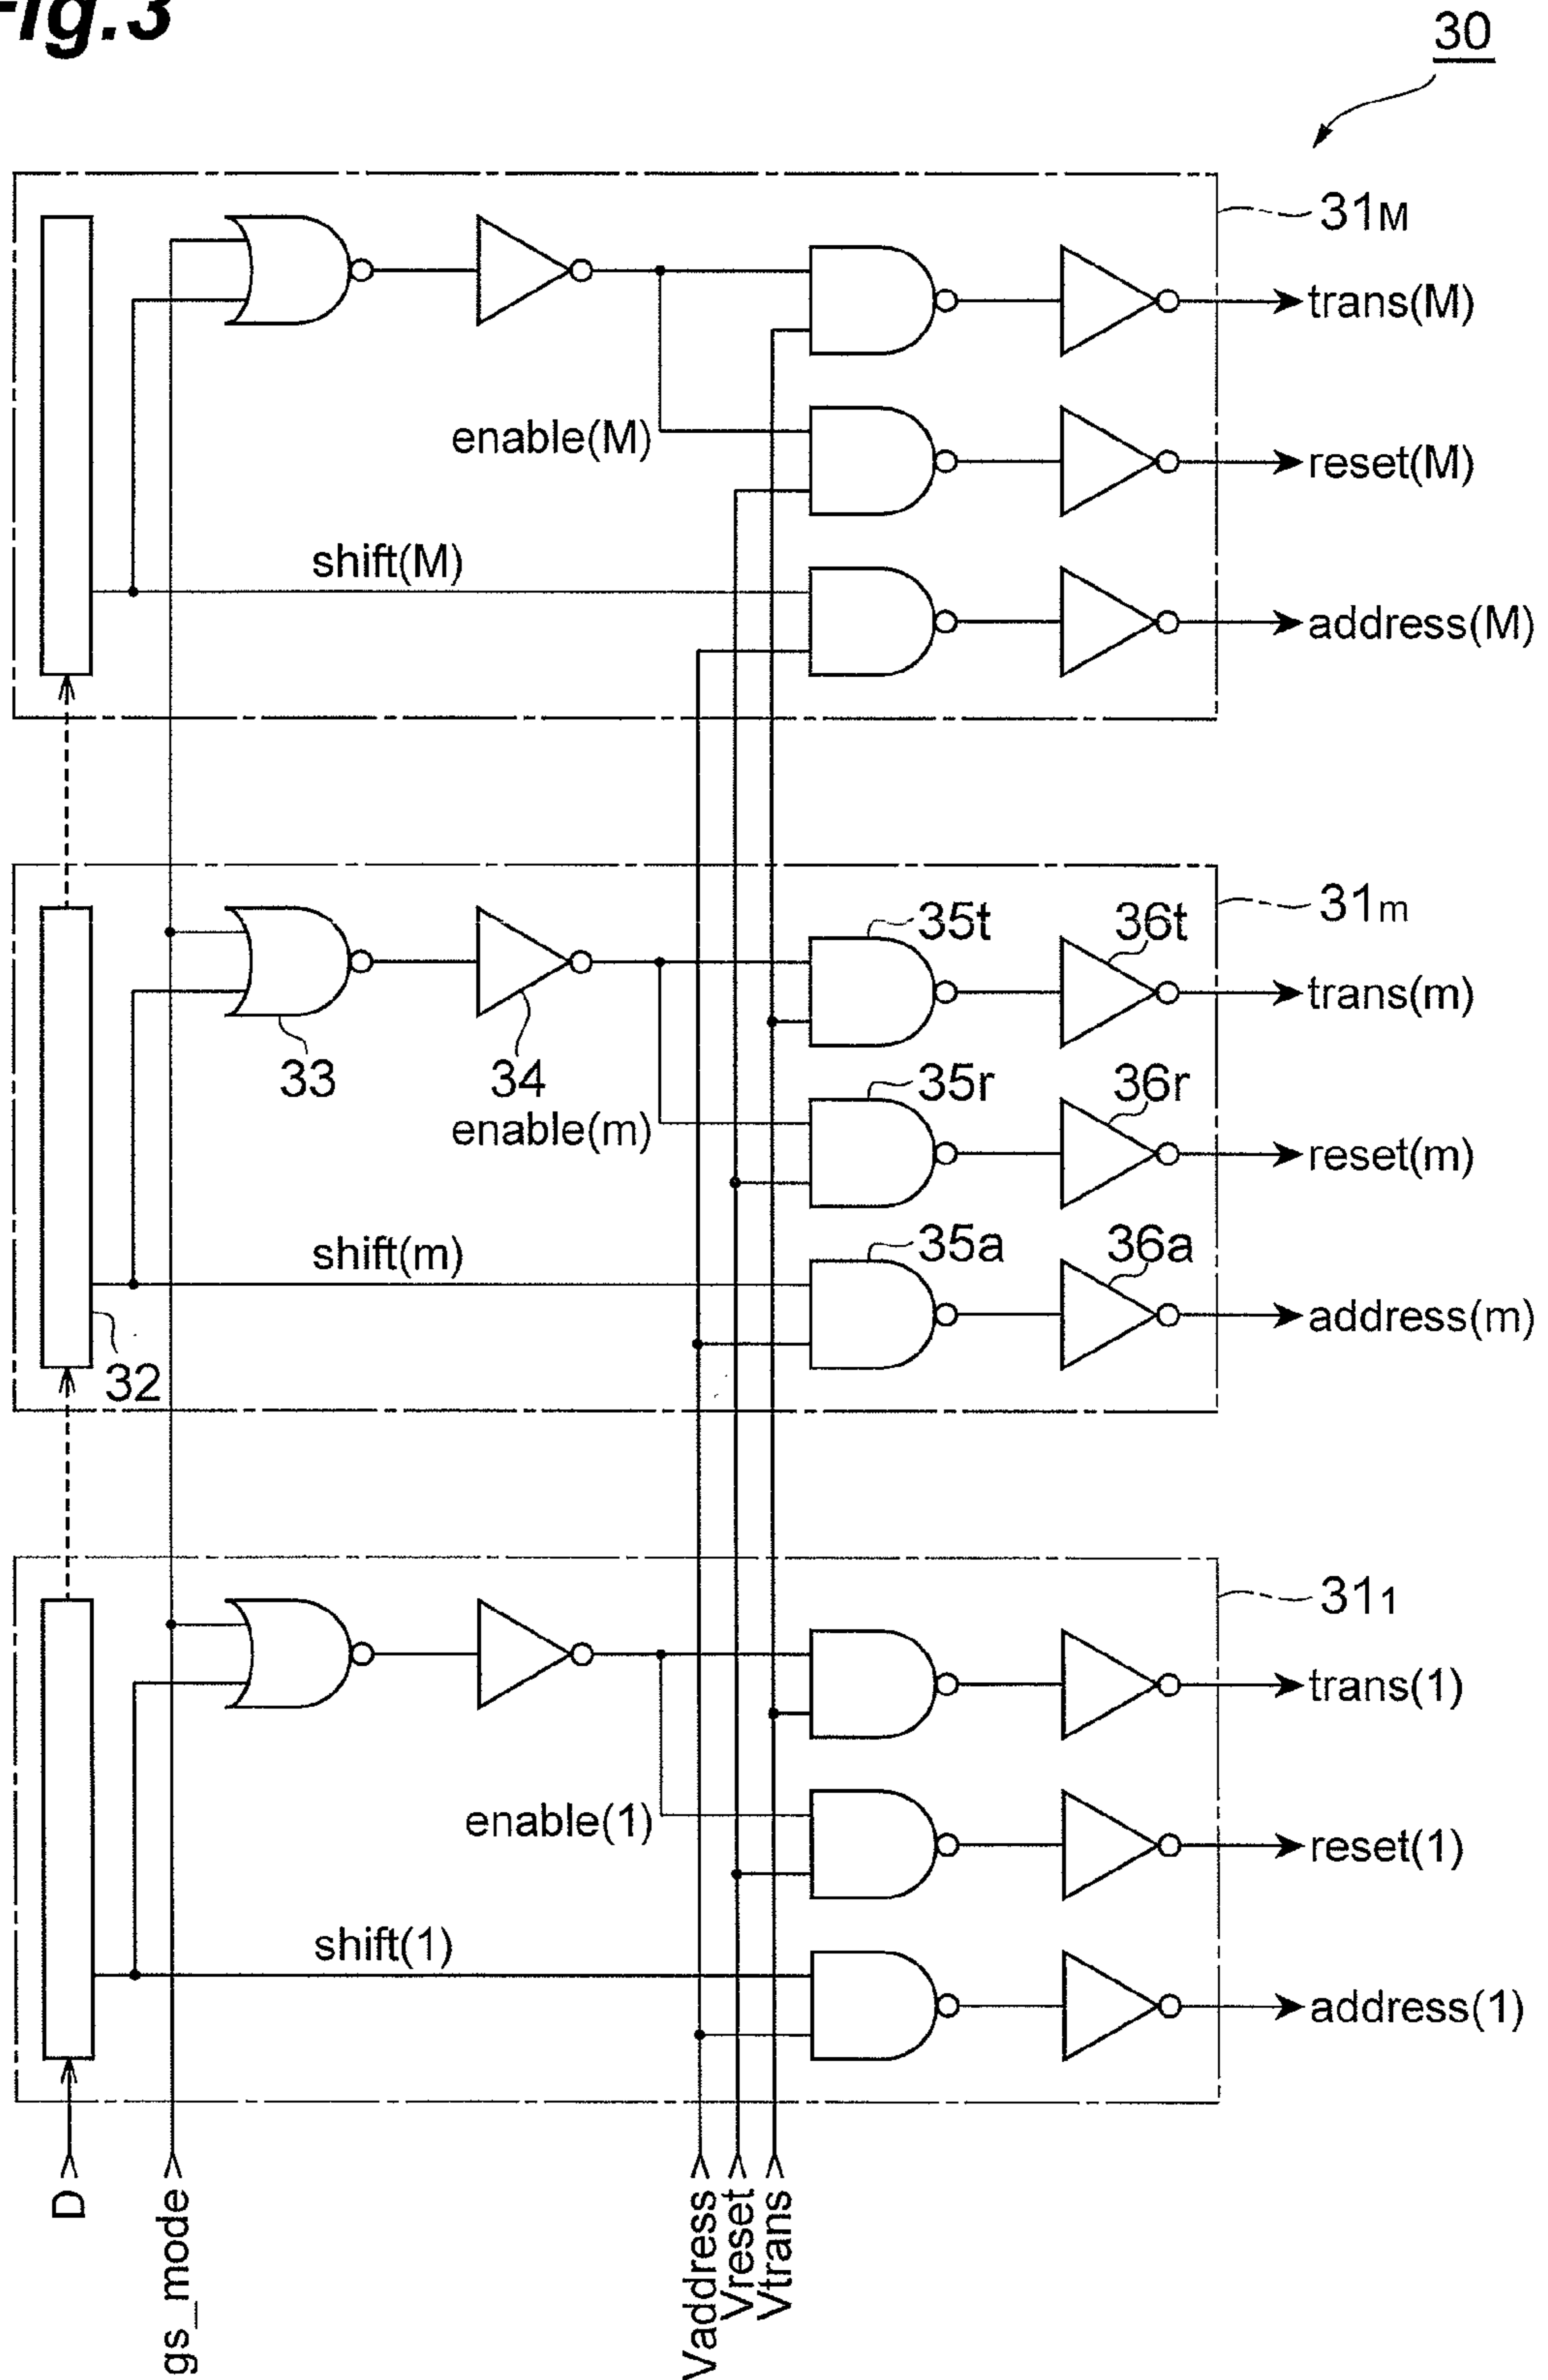 Fig.3
30
31M
trans(M)
enable(M)
reset(M)
shift(M)
address(M)
31m
35t
36t
trans(m)
33
34
35r
36r
enable(m)
reset(m)
shift(m)
35a
36a
address(m)
32
311
trans(1)
enable(1)
reset(1)
shift(1)
address(1)
D
gs_mode
Vaddress
Vreset
Vtrans